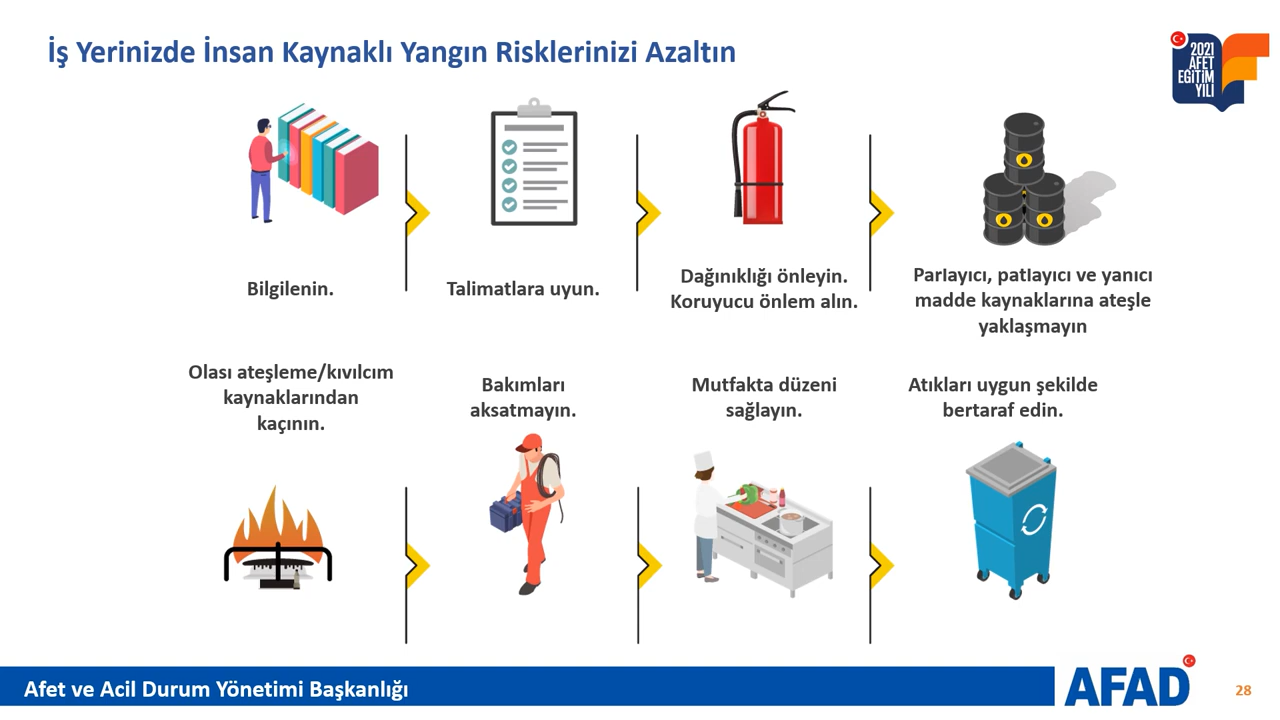 İş Yerinizde İnsan Kaynaklı Yangın Risklerinizi Azaltın
2021
AFET
EĞİTİM
YILI
Bilgilenin.
Talimatlara uyun.
Dağınıklığı önleyin.
Koruyucu önlem alın.
Parlayıcı, patlayıcı ve yanıcı
madde kaynaklarına ateşle
yaklaşmayın
Olası ateşleme/kıvılcım
kaynaklarından
kaçının.
Bakımları
aksatmayın.
Mutfakta düzeni
sağlayın.
Atıkları uygun şekilde
bertaraf edin.
Afet ve Acil Durum Yönetimi Başkanlığı
AFAD
28